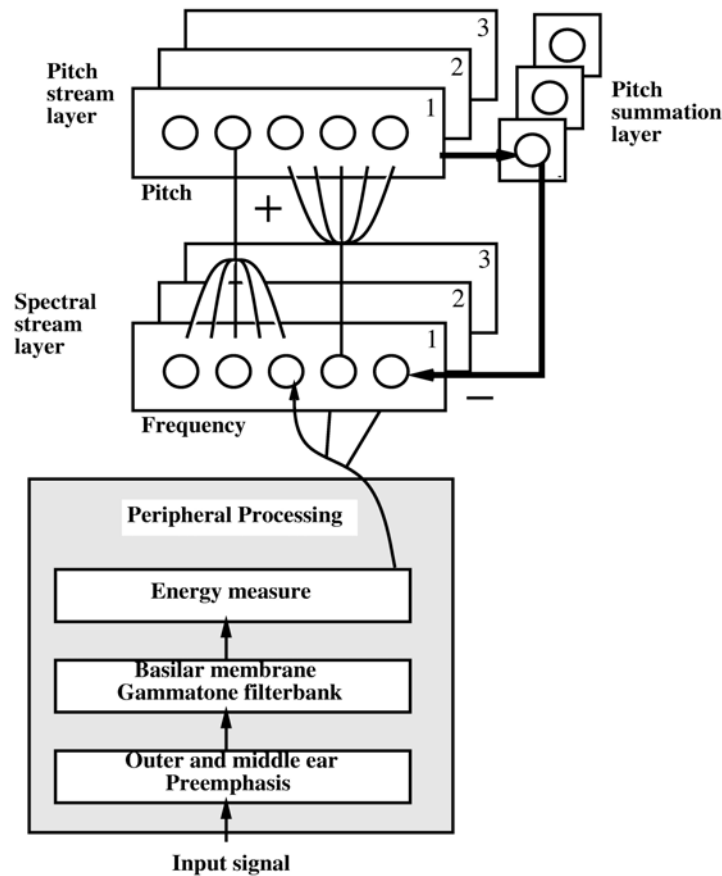 3
Pitch
stream
layer
2
1
Pitch
summation
layer
Pitch
+
3
Spectral
stream
layer
2
1
−
Frequency
Peripheral Processing
Energy measure
Basilar membrane
Gammatone filterbank
Outer and middle ear
Preemphasis
Input signal